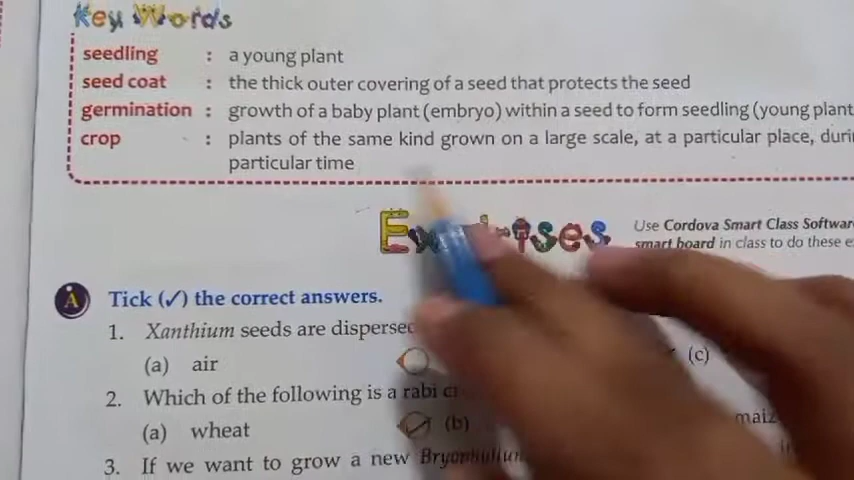 Key Words
seedling : a young plant
seed coat : the thick outer covering of a seed that protects the seed
germination : growth of a baby plant (embryo) within a seed to form seedling (young plant
crop : plants of the same kind grown on a large scale, at a particular place,
particular time
Use Cordova Smart Class
smart board in class to do these
A Tick (✓) the correct answers.
1. Xanthium seeds are
(a) air (c)
2. Which of the following is a rabi
(a) wheat (b)
3. If we want to grow a new